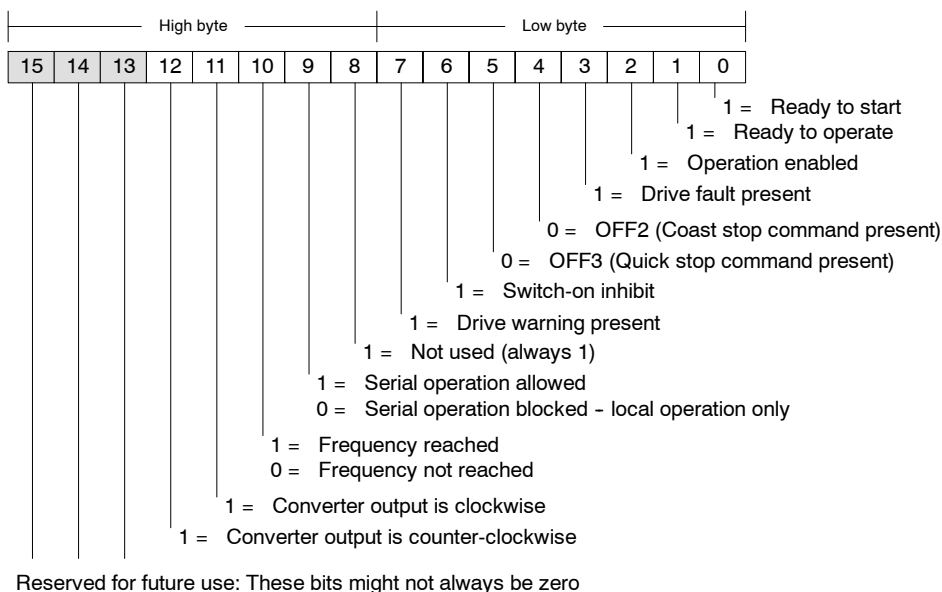 High byte Low byte
15 14 13 12 11 10 9 8 7 6 5 4 3 2 1 0
1 = Ready to start
1 = Ready to operate
1 = Operation enabled
1 = Drive fault present
0 = OFF2 (Coast stop command present)
0 = OFF3 (Quick stop command present)
1 = Switch-on inhibit
1 = Drive warning present
1 = Not used (always 1)
1 = Serial operation allowed
0 = Serial operation blocked - local operation only
1 = Frequency reached
0 = Frequency not reached
1 = Converter output is clockwise
1 = Converter output is counter-clockwise
Reserved for future use: These bits might not always be zero